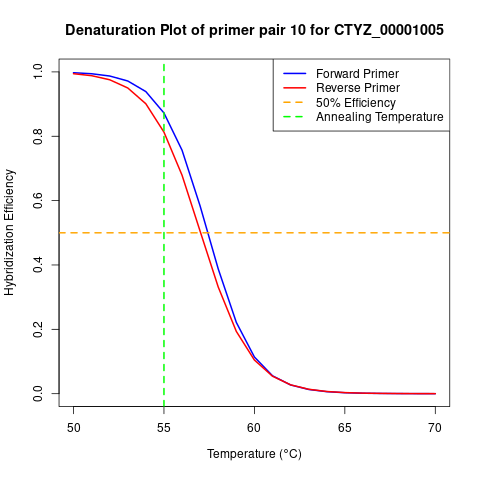 Denaturation Plot of primer pair 10 for CTYZ_00001005
Forward Primer
Reverse Primer
50% Efficiency
Annealing Temperature
Hybridization Efficiency
1.0
0.8
0.6
0.4
0.2
0.0
50
55
60
65
70
Temperature (°C)